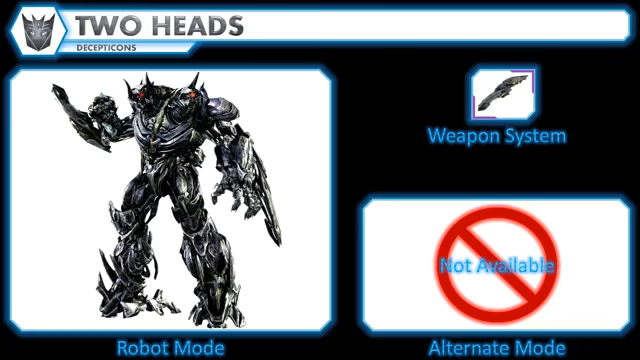 TWO HEADS
DECEPTICONS
Weapon System
Not Available
Robot Mode
Alternate Mode